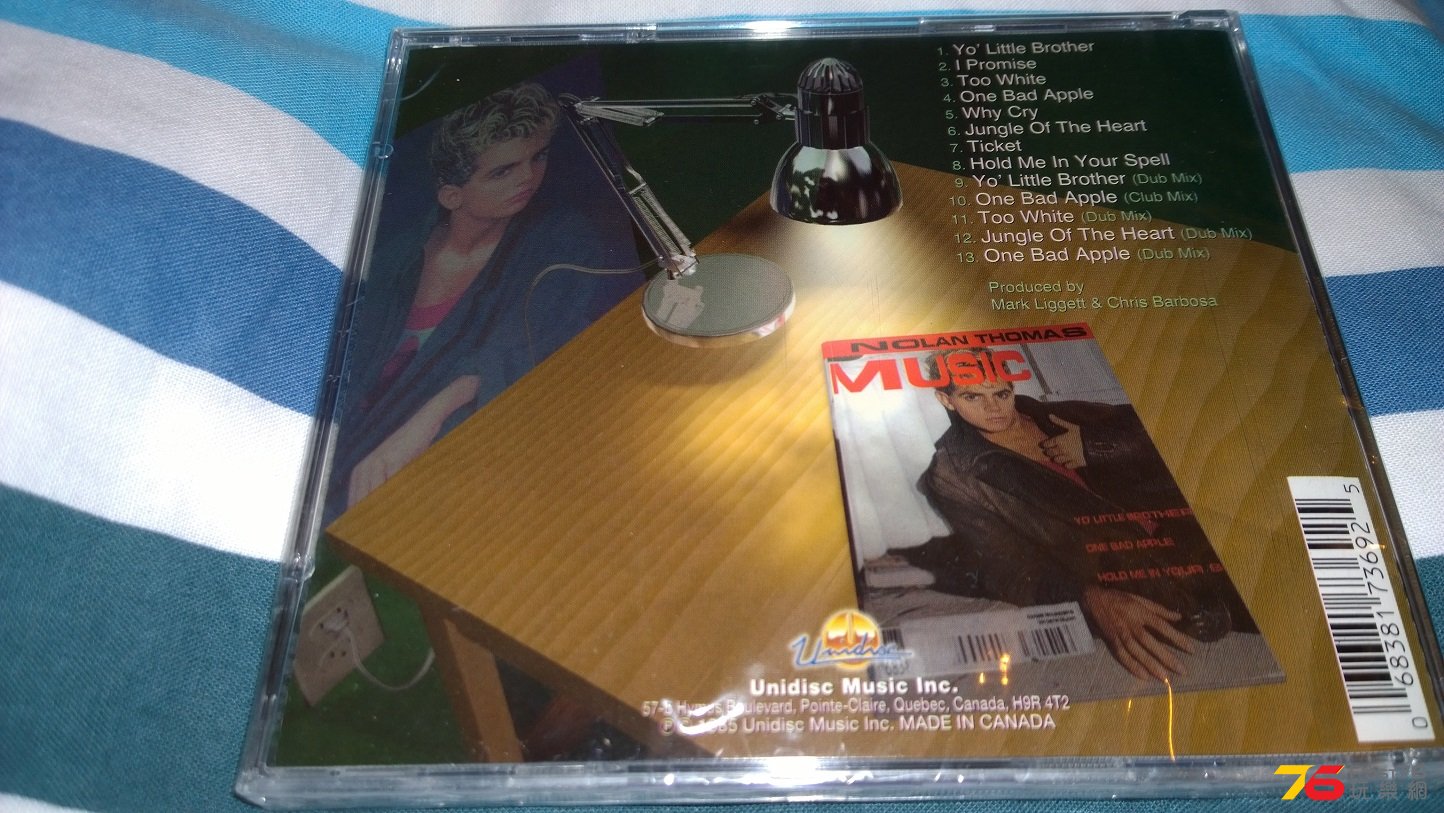 1. Yo' Little Brother
2. I Promise
3. Too White
4. One Bad Apple
5. Why Cry
6. Jungle Of The Heart
7. Ticket
8. Hold Me In Your Spell
9. Yo' Little Brother (Dub Mix)
10. One Bad Apple (Club Mix)
11. Too White (Dub Mix)
12. Jungle Of The Heart (Dub Mix)
13. One Bad Apple (Dub Mix)
Produced by
Mark Liggett & Chris Barbosa
NOLAN THOMAS
MUSIC
YO' LITTLE BROTHER
ONE BAD APPLE
HOLD ME IN YOUR
Unidisc
Unidisc Music Inc.
Boulevard, Pointe-Claire, Quebec, Canada, H9R 4T2
Unidisc Music Inc. MADE IN CANADA
0 68381 73692 5
76 玩樂網